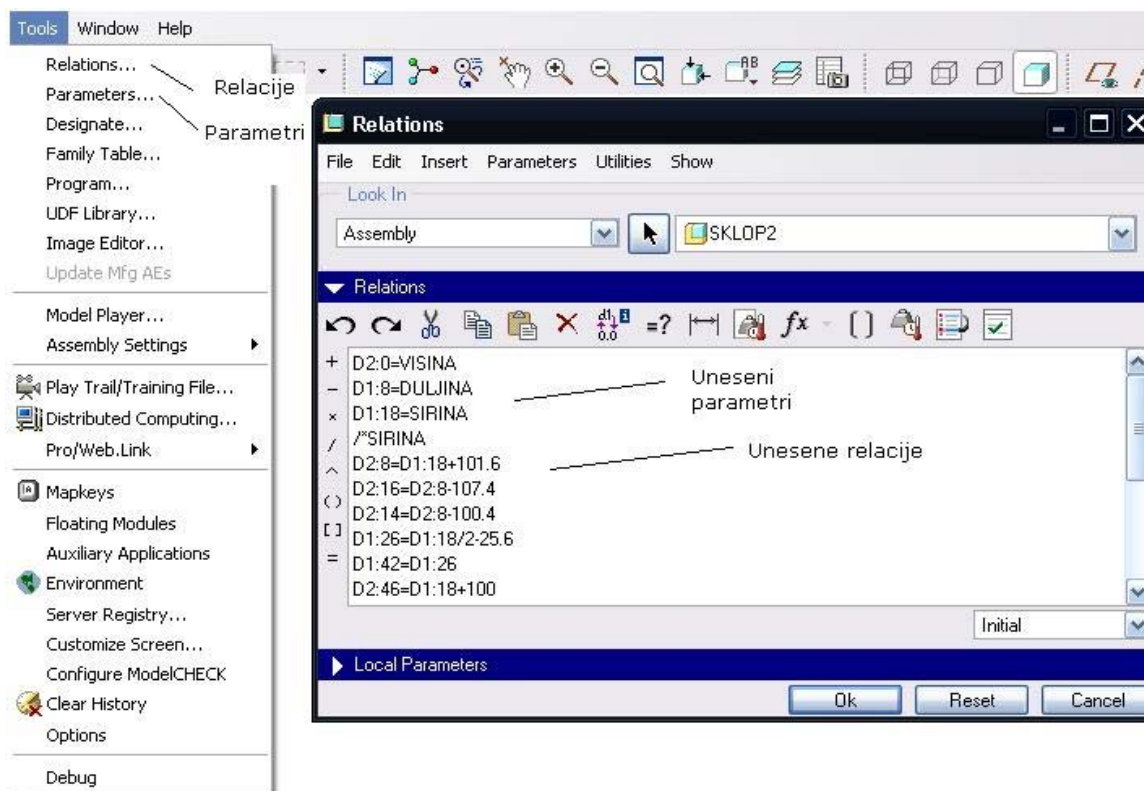 Tools Window Help
Relations...
Relacije
Parameters...
Parametri
Designate...
Family Table...
Program...
UDF Library...
Image Editor...
Update Mfg AEs
Model Player...
Assembly Settings
Play Trail/Training File...
Distributed Computing...
Pro/Web.Link
Mapkeys
Floating Modules
Auxiliary Applications
Environment
Server Registry...
Customize Screen...
Configure ModelCHECK
Clear History
Options
Debug
Relations
File Edit Insert Parameters Utilities Show
Look In
Assembly
SKLOP2
Relations
D2:0=VISINA
D1:8=DULJINA
D1:18=SIRINA
/*SIRINA
D2:8=D1:18+101.6
D2:16=D2:8-107.4
D2:14=D2:8-100.4
D1:26=D1:18/2-25.6
D1:42=D1:26
D2:46=D1:18+100
Uneseni
parametri
Unesene relacije
Initial
Local Parameters
Ok Reset Cancel